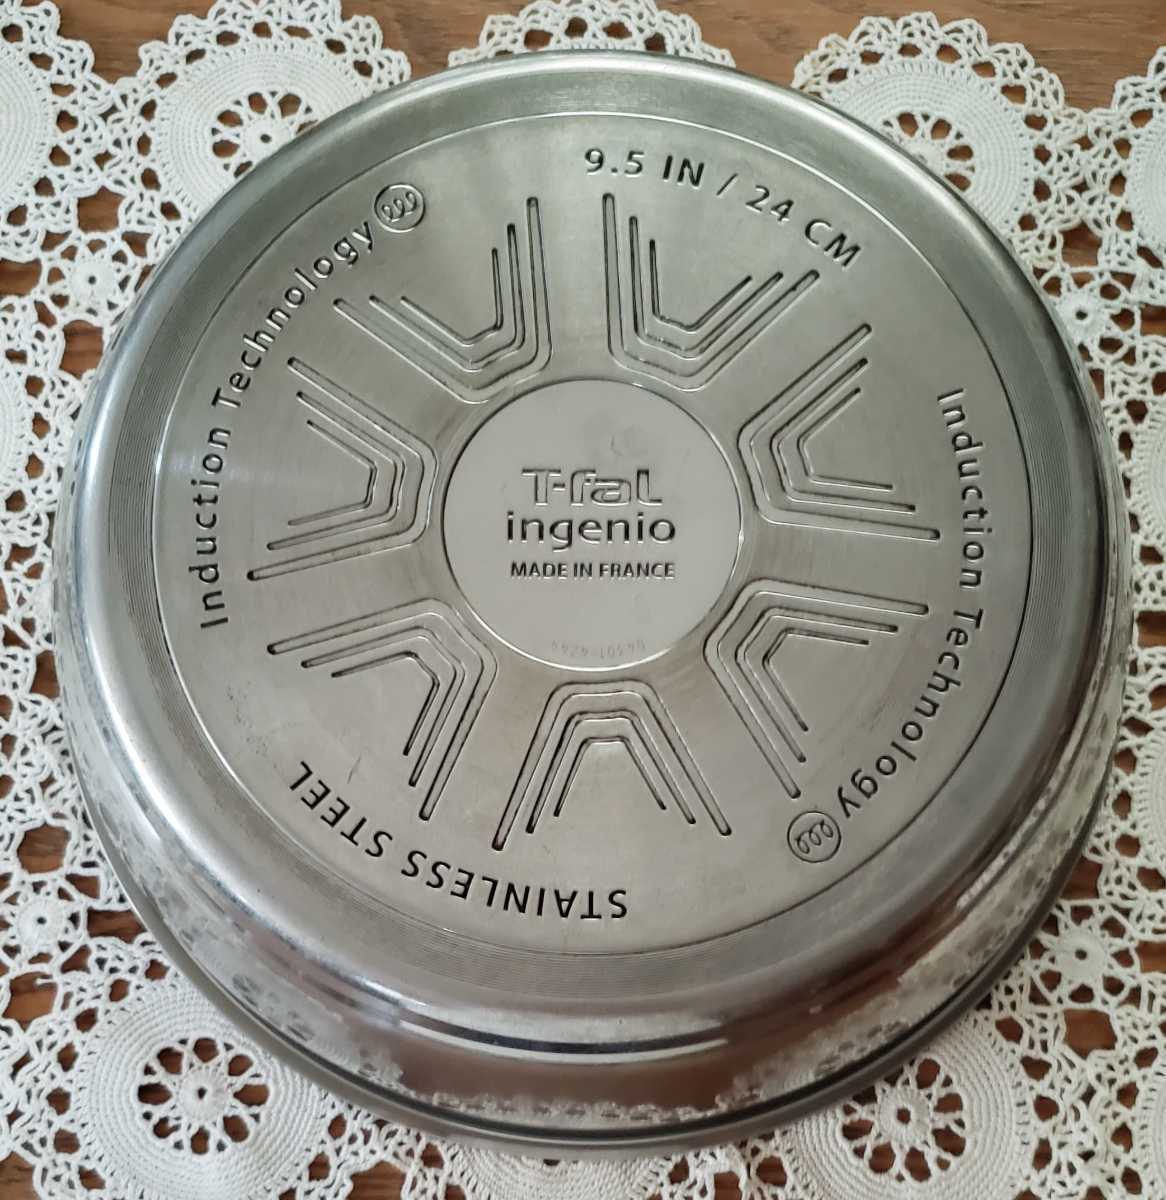 9.5 IN / 24 CM
Induction Technology
Induction Technology
STAINLESS STEEL
T-fal
ingenio
MADE IN FRANCE